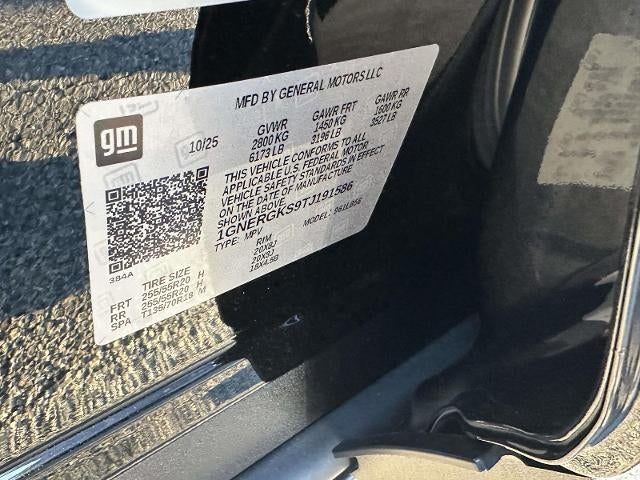 MFD BY GENERAL MOTORS LLC
gm
10/25
GVWR GAWR FRT GAWR RR
2800 KG 1450 KG 1600 KG
6173 LB 3196 LB 3527 LB
THIS VEHICLE CONFORMS TO ALL
APPLICABLE U.S. FEDERAL MOTOR
VEHICLE SAFETY STANDARDS IN EFFECT
ON THE DATE OF MANUFACTURE
SHOWN ABOVE.
1GNERGKS9TJ191586
TYPE: MPV MODEL:
384A
TIRE SIZE RIM
FRT 255/55R20 H 20X8J
RR 255/55R20 H 20X8J
SPA T135/70R18 M 18X4.5B